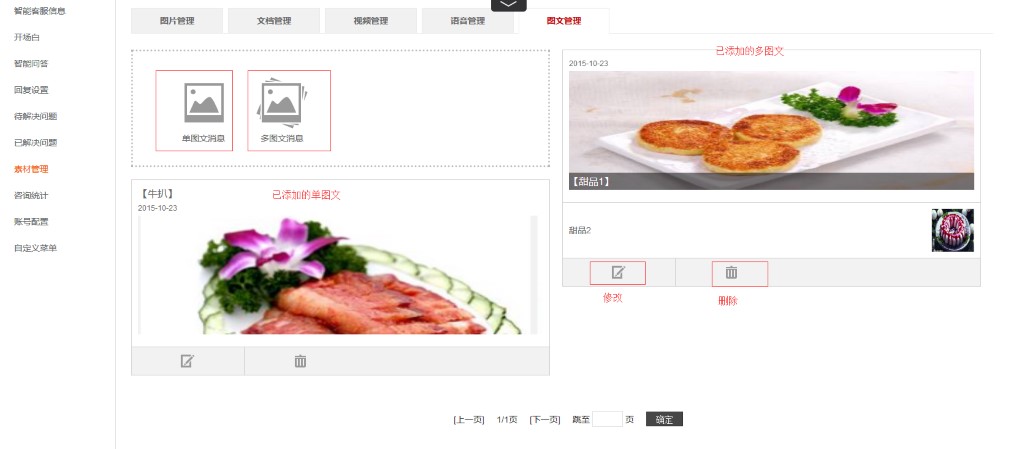 智能客服信息
开场白
智能问答
回复设置
待解决问题
已解决问题
素材管理
咨询统计
账号配置
自定义菜单
图片管理 文档管理 视频管理 语音管理 图文管理
单图文消息 多图文消息
【牛扒】
已添加的单图文
2015-10-23
已添加的多图文
2015-10-23
【甜品1】
甜品2
修改 删除
[上一页] 1/1页 [下一页] 跳至 页 确定